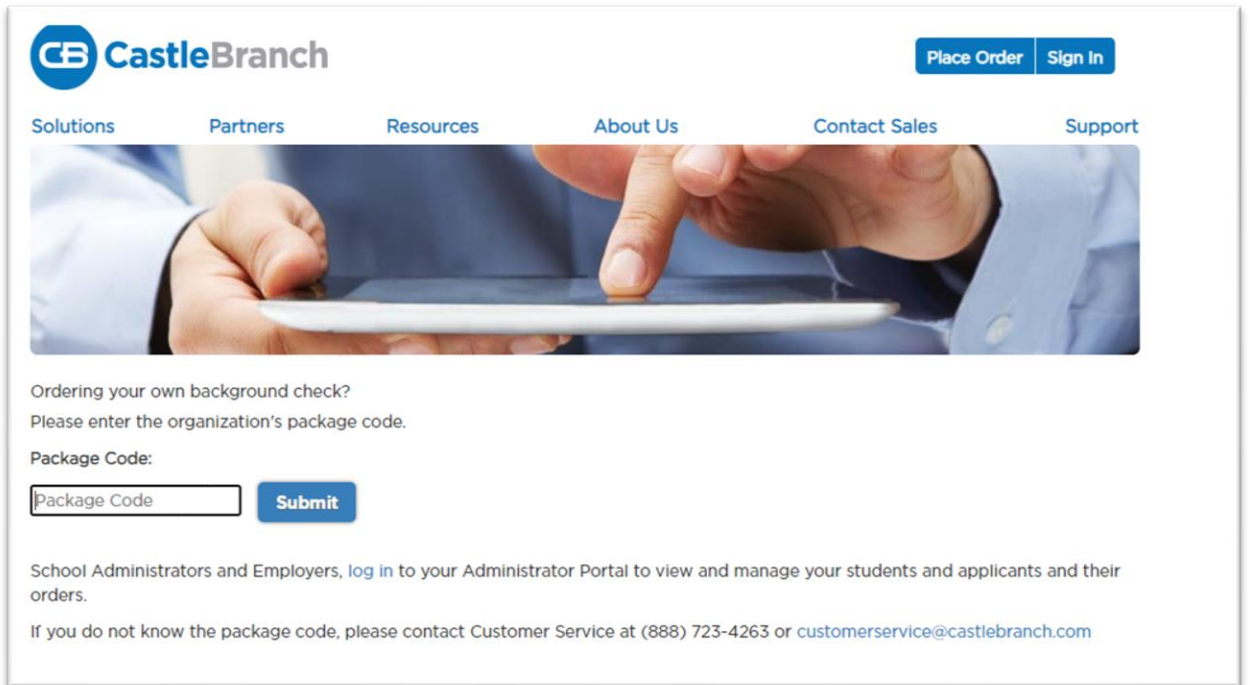 CB CastleBranch
Place Order Sign In
Solutions Partners Resources About Us Contact Sales Support
Ordering your own background check?
Please enter the organization's package code.
Package Code:
Package Code Submit
School Administrators and Employers, log in to your Administrator Portal to view and manage your students and applicants and their
orders.
If you do not know the package code, please contact Customer Service at (888) 723-4263 or customerservice@castlebranch.com